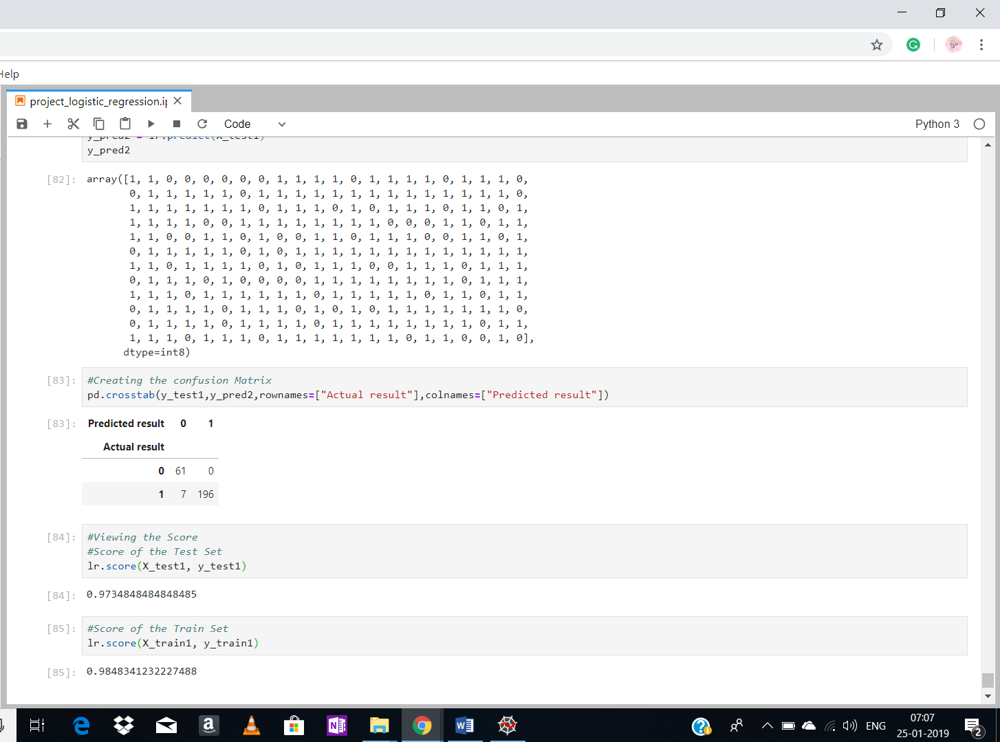 Help
project_logistic_regression.ip
Code
Python 3
y_pred2 = lr.predict(X_test1)
y_pred2
[82]: array([1, 1, 0, 0, 0, 0, 0, 0, 1, 1, 1, 1, 0, 1, 1, 1, 1, 0, 1, 1, 1, 0,
0, 1, 1, 1, 1, 1, 0, 1, 1, 1, 1, 1, 1, 1, 1, 1, 1, 1, 1, 0,
1, 1, 1, 1, 1, 1, 1, 0, 1, 1, 1, 0, 1, 0, 1, 1, 1, 0, 1, 1, 0, 1,
1, 1, 1, 1, 0, 0, 1, 1, 1, 1, 1, 1, 1, 1, 0, 0, 0, 1, 1, 0, 1, 1,
1, 1, 0, 0, 1, 1, 0, 1, 0, 0, 1, 1, 0, 1, 1, 1, 0, 0, 1, 1, 0, 1,
0, 1, 1, 1, 1, 1, 0, 1, 0, 1, 1, 1, 1, 1, 1, 1, 1, 1, 1, 1, 1, 1,
1, 1, 0, 1, 1, 1, 1, 0, 1, 0, 1, 1, 1, 0, 0, 1, 1, 1, 0, 1, 1, 1,
0, 1, 1, 1, 0, 1, 0, 0, 0, 0, 1, 1, 1, 1, 1, 1, 1, 1, 0, 1, 1, 1,
1, 1, 1, 0, 1, 1, 1, 1, 1, 1, 0, 1, 1, 1, 1, 1, 0, 1, 1, 0, 1, 1,
0, 1, 1, 1, 1, 0, 1, 1, 1, 0, 1, 0, 1, 0, 1, 1, 1, 1, 1, 1, 1, 0,
0, 1, 1, 1, 1, 0, 1, 1, 1, 1, 0, 1, 1, 1, 1, 1, 1, 1, 1, 0, 1, 1,
1, 1, 1, 0, 1, 1, 1, 0, 1, 1, 1, 1, 1, 1, 1, 0, 1, 1, 0, 0, 1, 0],
dtype=int8)
[83]: #Creating the confusion Matrix
pd.crosstab(y_test1,y_pred2,rownames=["Actual result"],colnames=["Predicted result"])
[83]: Predicted result 0 1
Actual result
0 61 0
1 7 196
[84]: #Viewing the Score
#Score of the Test Set
lr.score(X_test1, y_test1)
[84]: 0.9734848484848485
[85]: #Score of the Train Set
lr.score(X_train1, y_train1)
[85]: 0.9848341232227488
ENG
07:07
25-01-2019
2